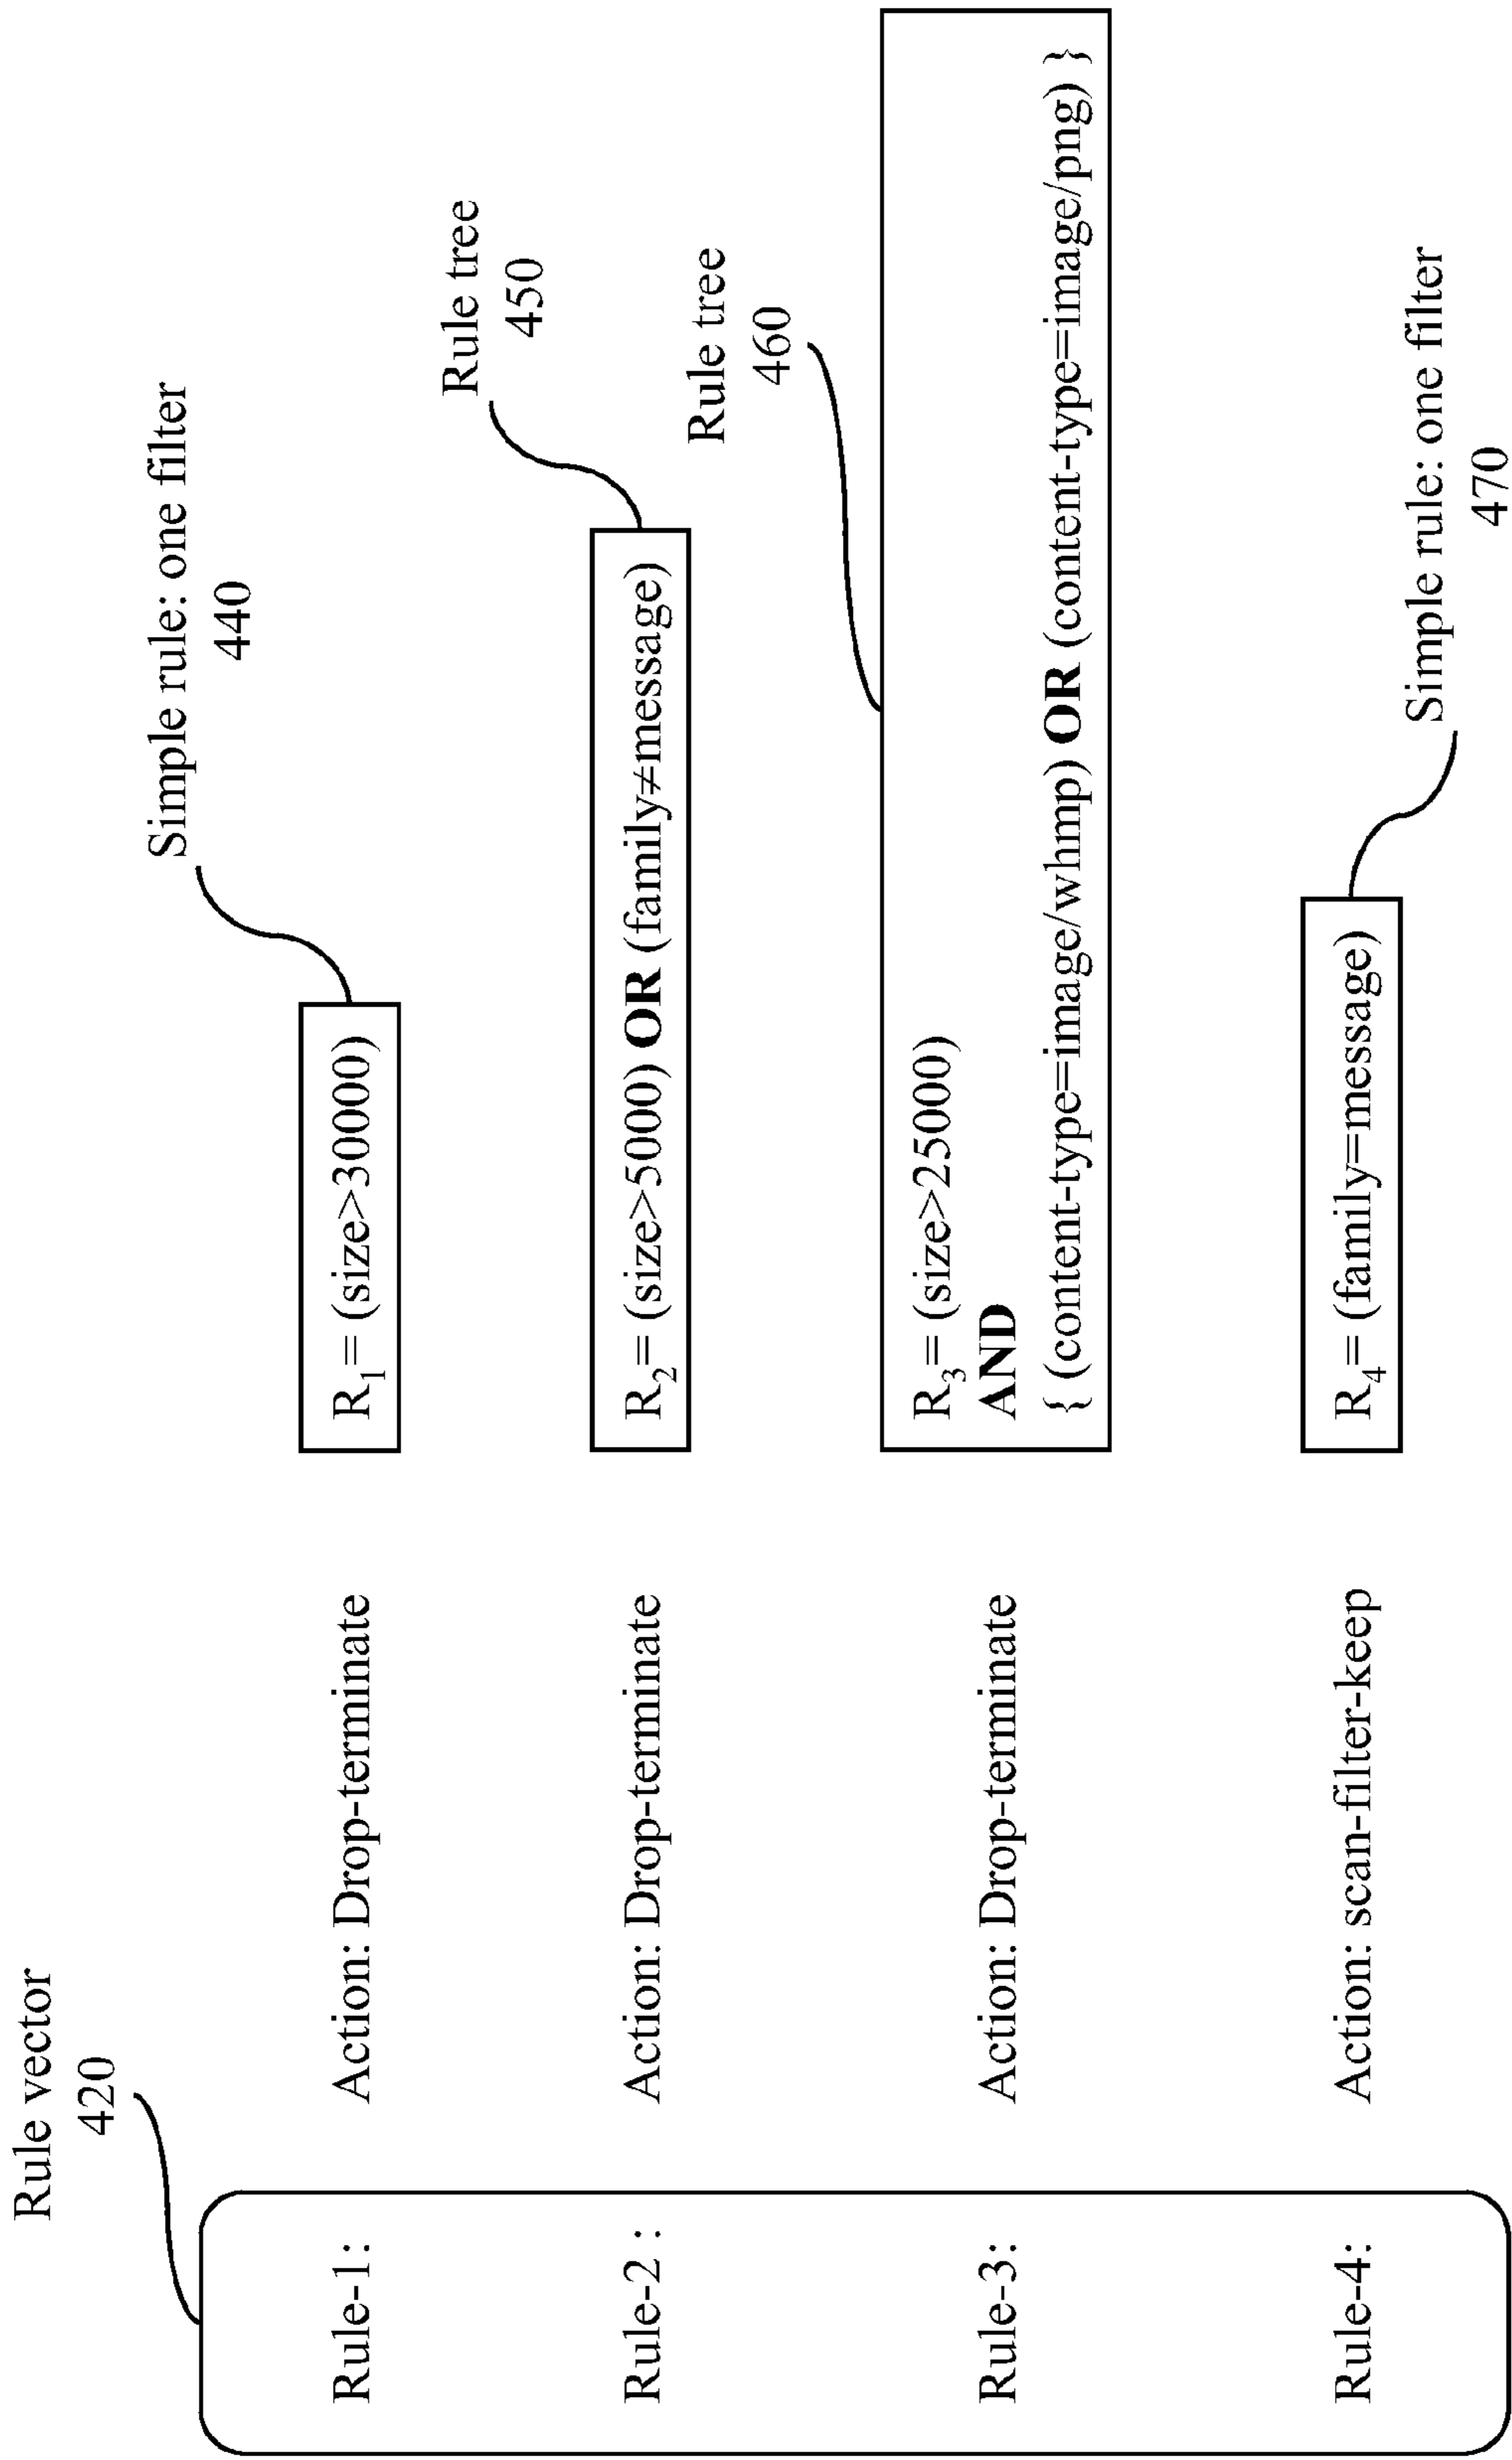 Rule vector
420
Simple rule: one filter
440
Rule-1:
Action: Drop-terminate
R1= (size>30000)
Rule tree
450
Rule-2 :
Action: Drop-terminate
R2= (size>5000) OR (family≠message)
Rule tree
460
Rule-3:
Action: Drop-terminate
R3= (size>25000)
AND
{ (content-type=image/whmp) OR (content-type=image/png) }
Rule-4:
Action: scan-filter-keep
R4= (family=message)
Simple rule: one filter
470